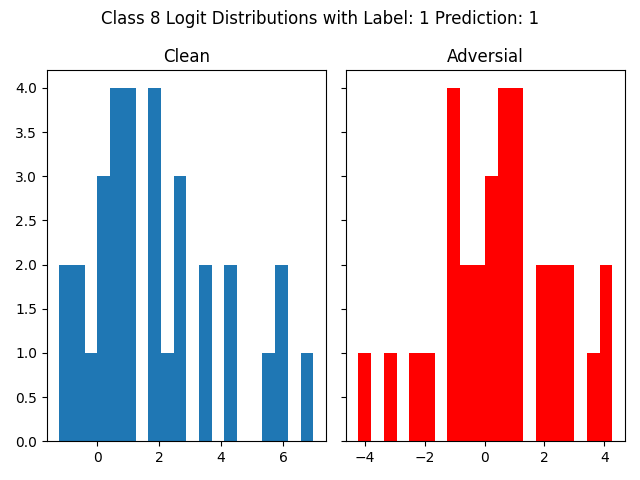 Class 8 Logit Distributions with Label: 1 Prediction: 1
Clean
Adversial
4.0
3.5
3.0
2.5
2.0
1.5
1.0
0.5
0.0
0 2 4 6
−4 −2 0 2 4